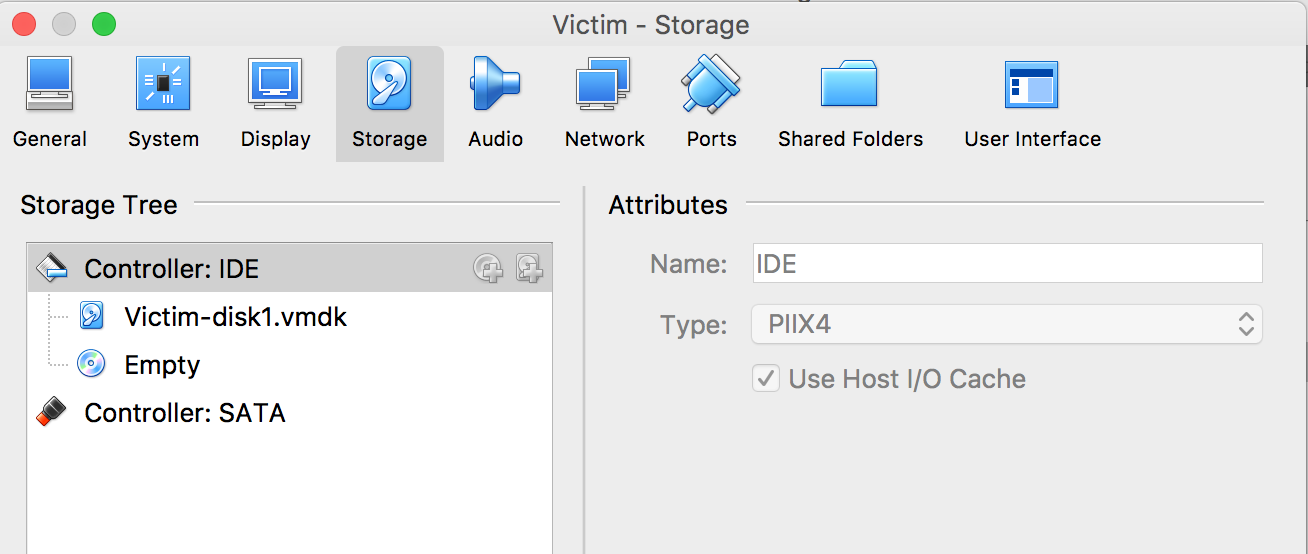 Victim - Storage
General System Display Storage Audio Network Ports Shared Folders User Interface
Storage Tree
Attributes
Controller: IDE
Victim-disk1.vmdk
Empty
Controller: SATA
Name: IDE
Type: PIIX4
Use Host I/O Cache